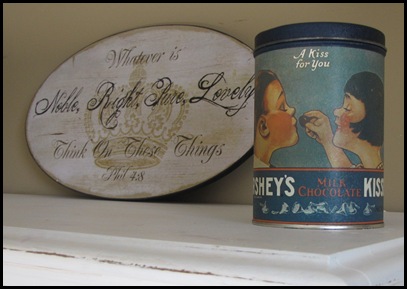 Whatever is
Noble, Right, Pure, Lovely
Think On These Things
Phil 4:8
A Kiss
for You
SHEY'S MILK CHOCOLATE KISS